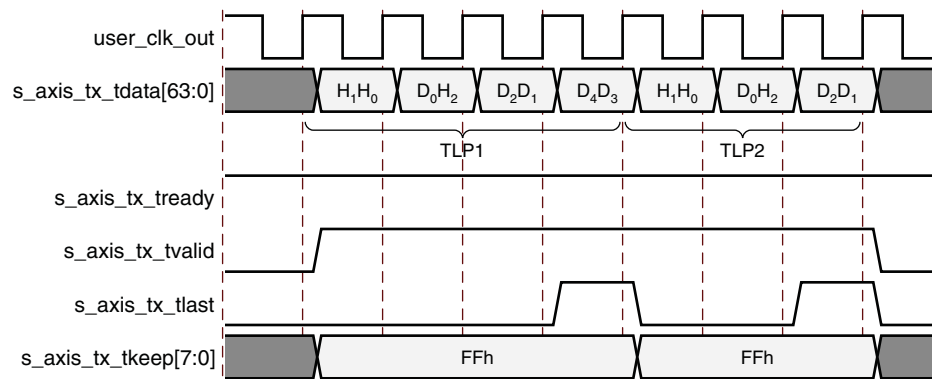 user_clk_out
s_axis_tx_tdata[63:0] H₁H₀ D₀H₂ D₂D₁ D₄D₃ H₁H₀ D₀H₂ D₂D₁
TLP1 TLP2
s_axis_tx_tready
s_axis_tx_tvalid
s_axis_tx_tlast
s_axis_tx_tkeep[7:0] FFh FFh